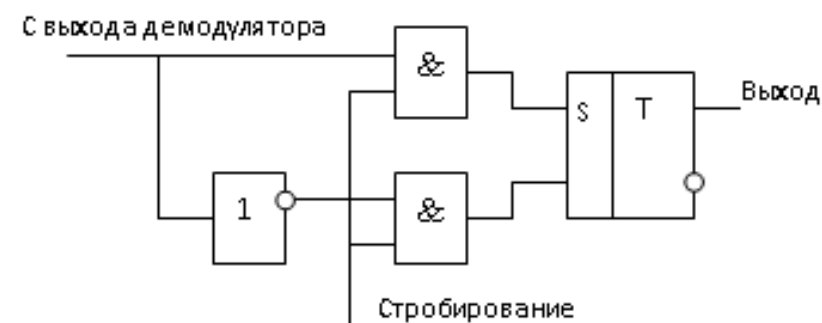 С выхода демодулятора
&
Выход
S T
1
&
Стробирование